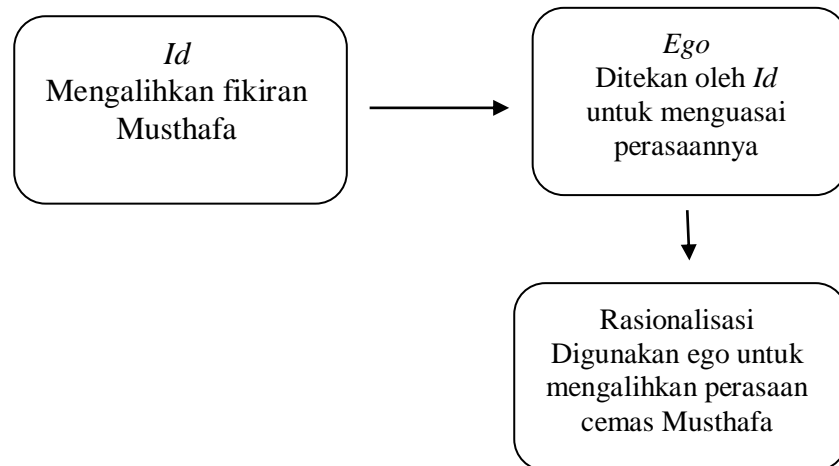 Id
Mengalihkan fikiran
Musthafa
Ego
Ditekan oleh Id
untuk menguasai
perasaannya
Rasionalisasi
Digunakan ego untuk
mengalihkan perasaan
cemas Musthafa